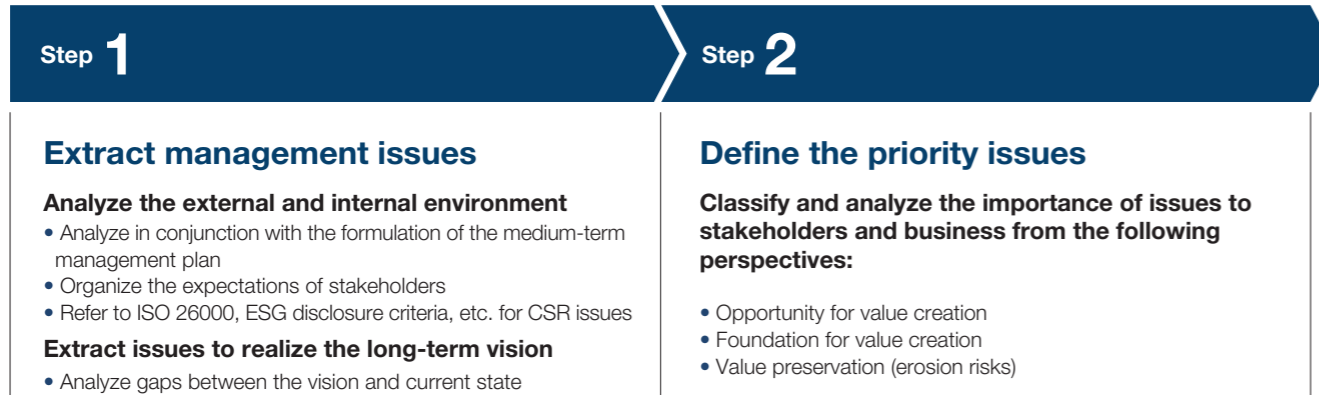 Step 1
Extract management issues
Analyze the external and internal environment
• Analyze in conjunction with the formulation of the medium-term
management plan
• Organize the expectations of stakeholders
• Refer to ISO 26000, ESG disclosure criteria, etc. for CSR issues
Extract issues to realize the long-term vision
• Analyze gaps between the vision and current state
Step 2
Define the priority issues
Classify and analyze the importance of issues to
stakeholders and business from the following
perspectives:
• Opportunity for value creation
• Foundation for value creation
• Value preservation (erosion risks)